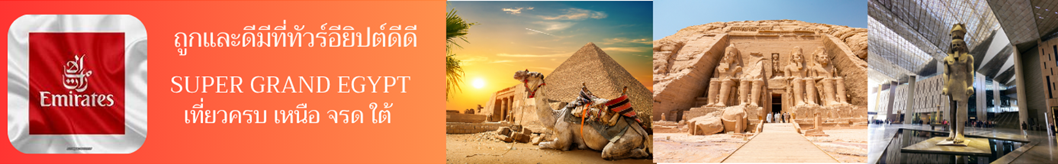 Emirates
ถูกและดีมีที่ทัวร์อียิปต์ดีดี
SUPER GRAND EGYPT
เที่ยวครบ เหนือ จรด ใต้